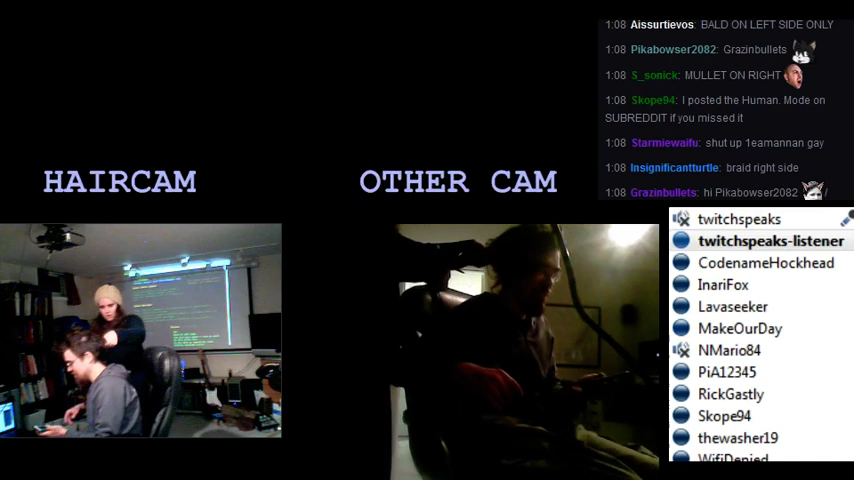 1:08 Aissurtievos: BALD ON LEFT SIDE ONLY
1:08 Pikabowser2082: Grazinbullets
1:08 S_sonick: MULLET ON RIGHT
1:08 Skope94: I posted the Human. Mode on
SUBREDDIT if you missed it
1:08 Starmiewaifu: shut up 1eamannan gay
1:08 Insignificantturtle: braid right side
1:08 Grazinbullets: hi Pikabowser2082 /
HAIRCAM
OTHER CAM
twitchspeaks
twitchspeaks-listener
CodenameHockhead
InariFox
Lavaseeker
MakeOurDay
NMario84
PiA12345
RickGastly
Skope94
thewasher19
WifiDenied